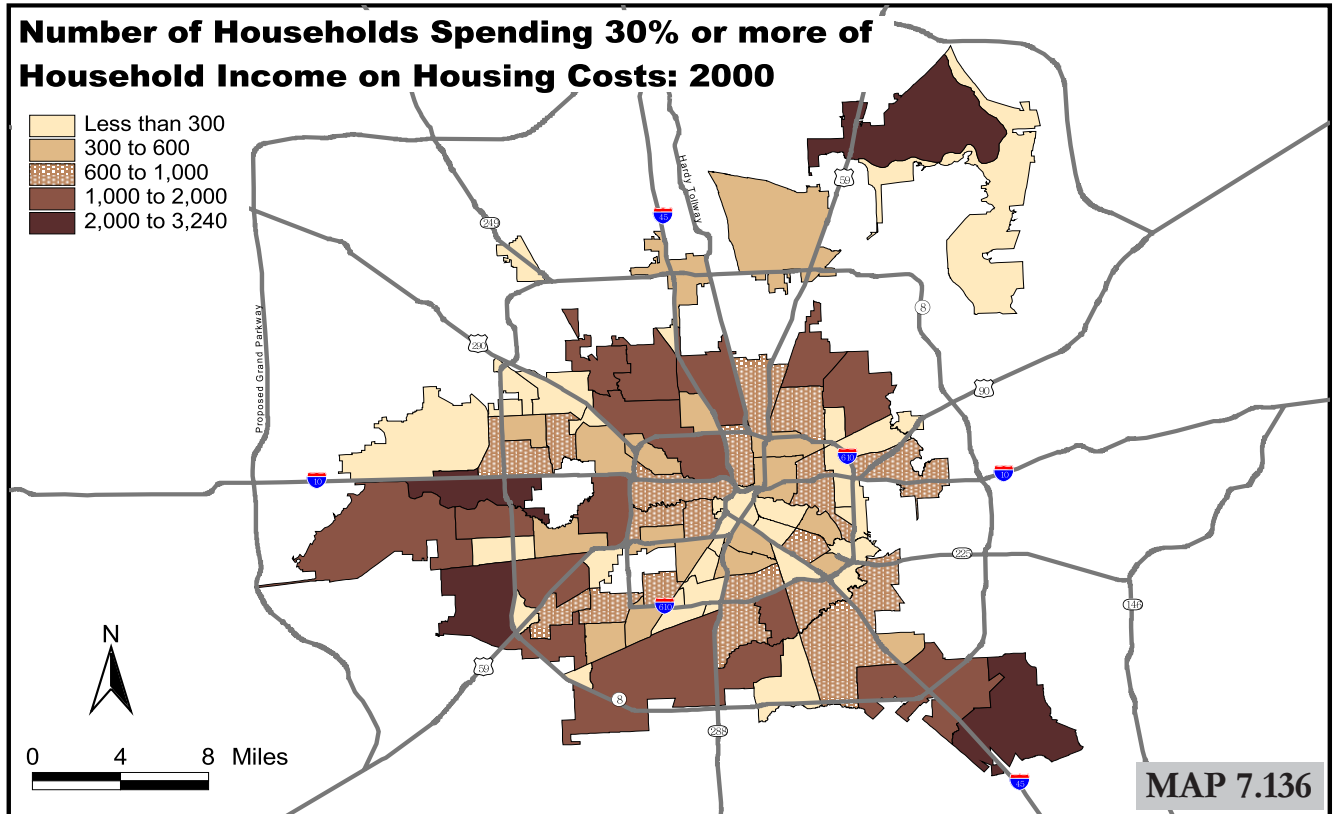 Number of Households Spending 30% or more of
Household Income on Housing Costs: 2000
Less than 300
300 to 600
600 to 1,000
1,000 to 2,000
2,000 to 3,240
Hardy Tollway
59
45
249
8
Proposed Grand Parkway
290
90
610
10
10
225
146
610
N
59
8
288
0 4 8 Miles
45
MAP 7.136